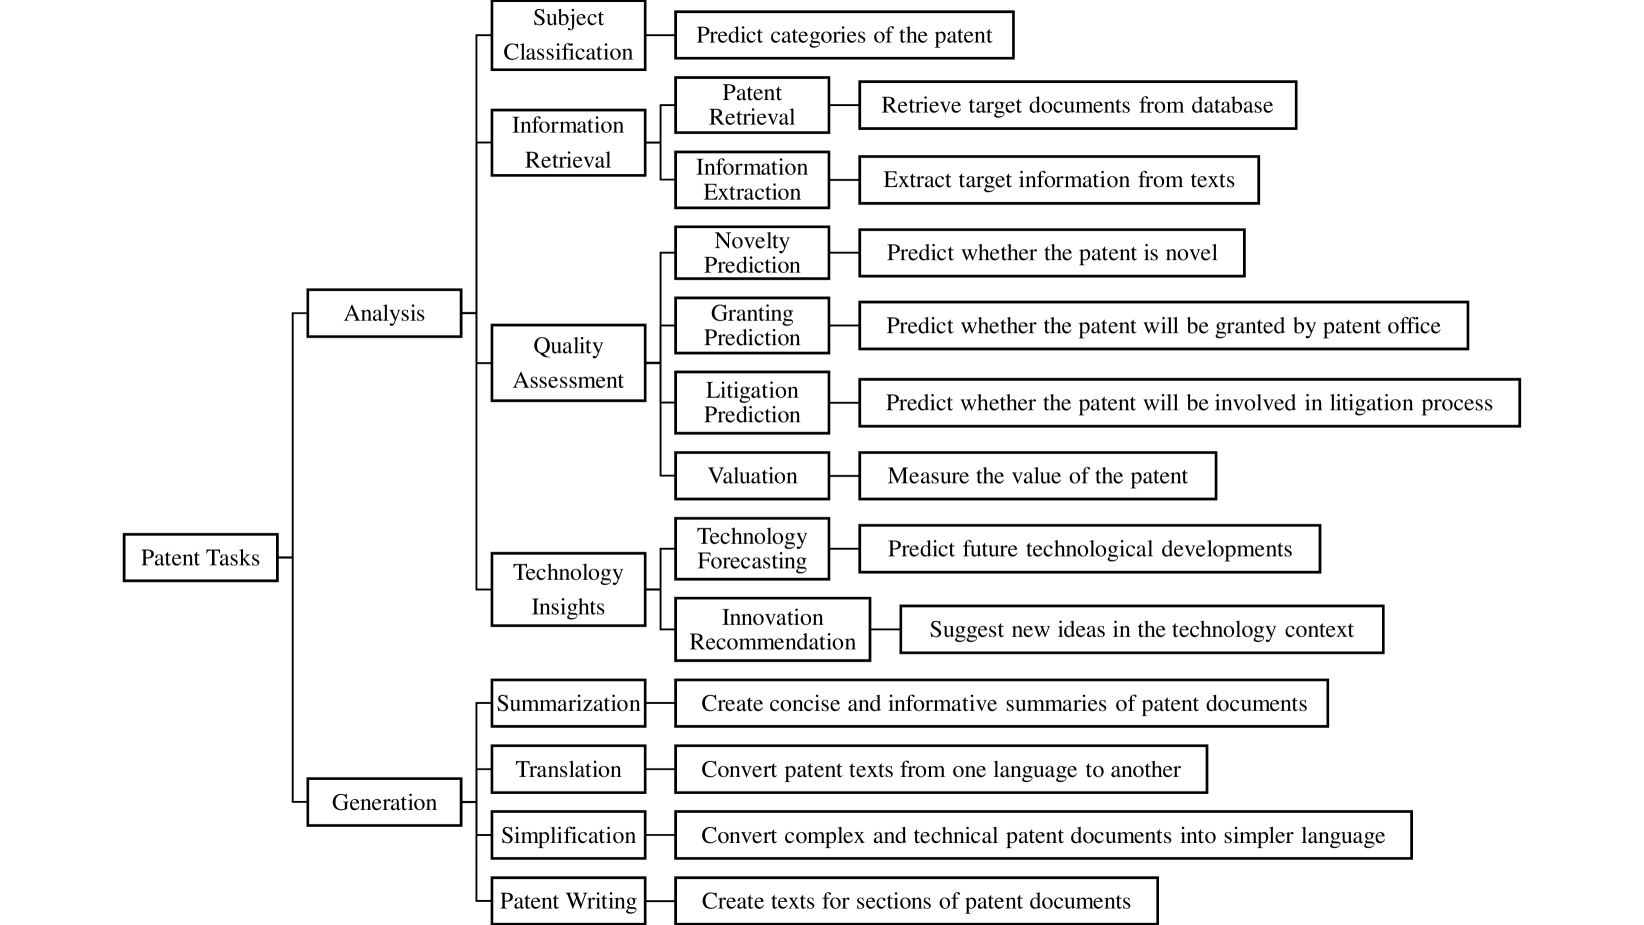 Patent Tasks
Analysis
Subject
Classification
Predict categories of the patent
Information
Retrieval
Patent
Retrieval
Retrieve target documents from database
Information
Extraction
Extract target information from texts
Quality
Assessment
Novelty
Prediction
Predict whether the patent is novel
Granting
Prediction
Predict whether the patent will be granted by patent office
Litigation
Prediction
Predict whether the patent will be involved in litigation process
Valuation
Measure the value of the patent
Technology
Insights
Technology
Forecasting
Predict future technological developments
Innovation
Recommendation
Suggest new ideas in the technology context
Generation
Summarization
Create concise and informative summaries of patent documents
Translation
Convert patent texts from one language to another
Simplification
Convert complex and technical patent documents into simpler language
Patent Writing
Create texts for sections of patent documents